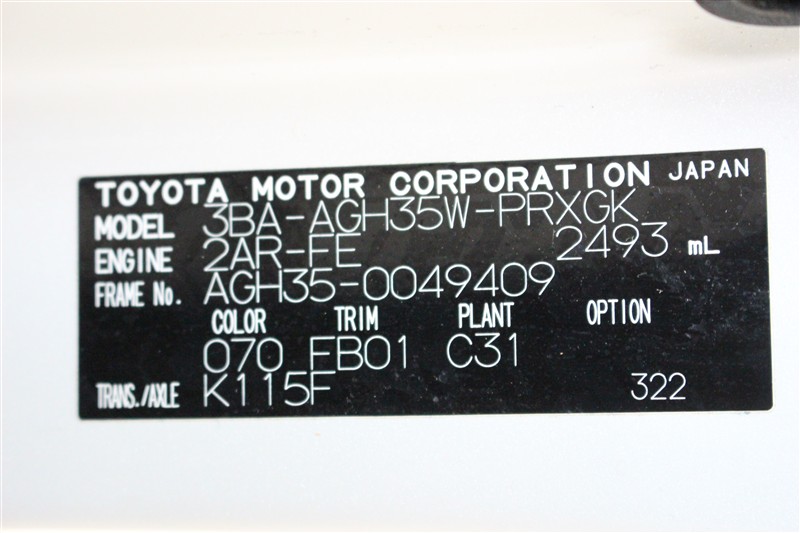 TOYOTA MOTOR CORPORATION JAPAN
MODEL 3BA-AGH35W-PRXGK
ENGINE 2AR-FE 2493 mL
FRAME No. AGH35-0049409
COLOR TRIM PLANT OPTION
070 FB01 C31
TRANS./AXLE K115F 322